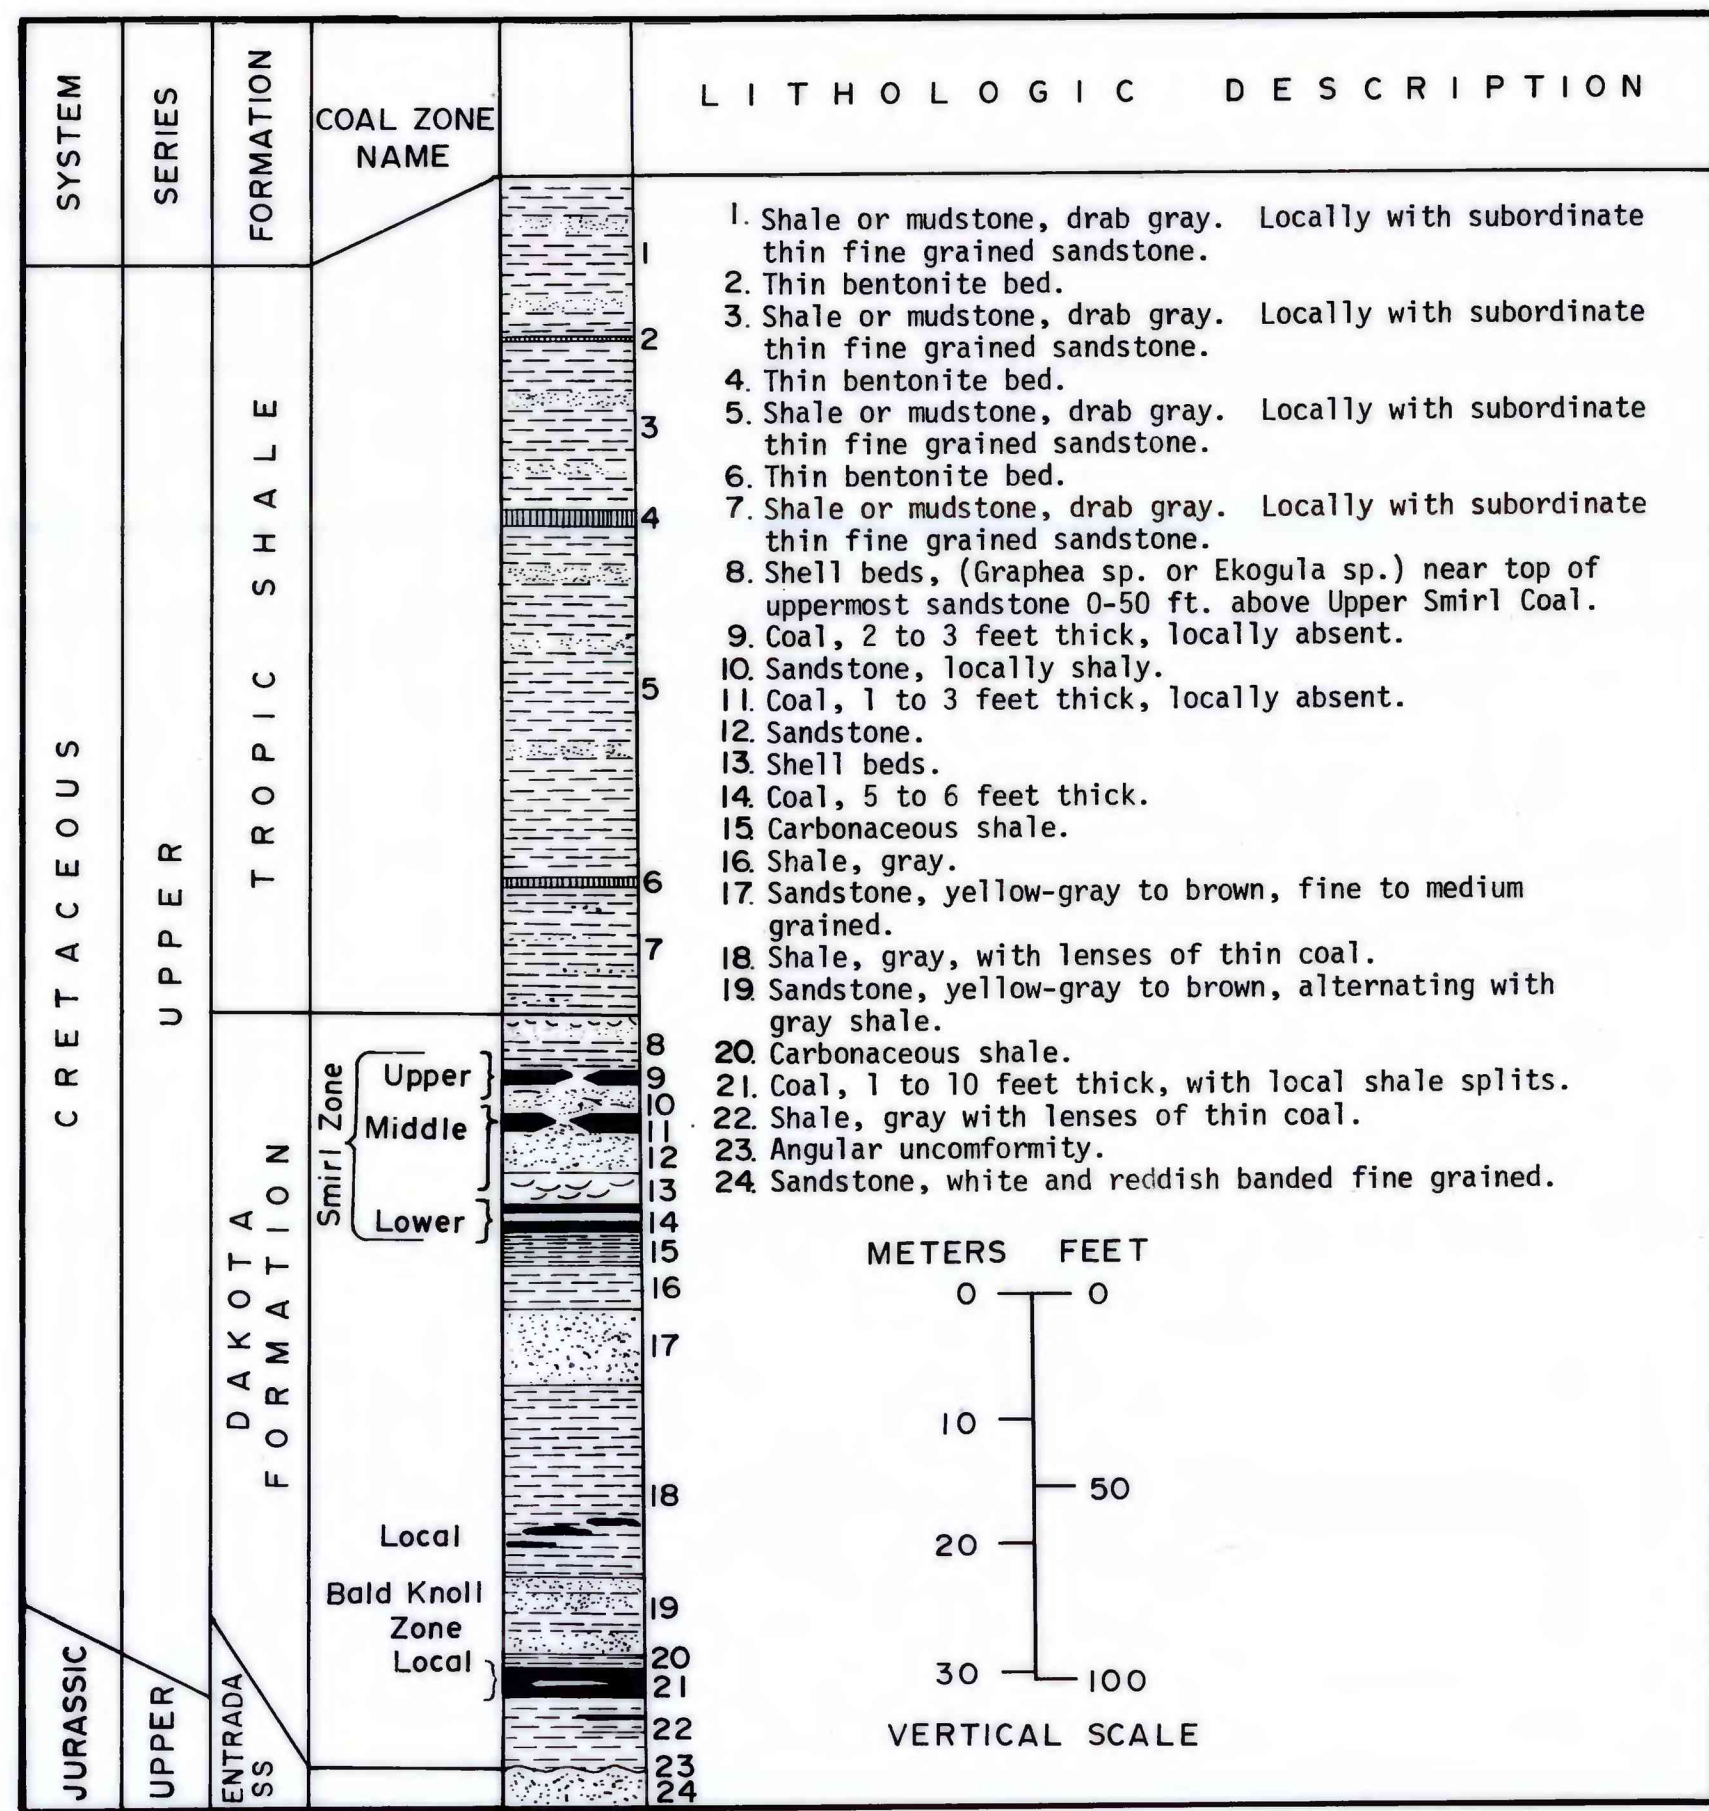 SYSTEM
SERIES
FORMATION
COAL ZONE
NAME
LITHOLOGIC DESCRIPTION
CRETACEOUS
JURASSIC
UPPER
UPPER
TROPIC SHALE
DAKOTA
FORMATION
ENTRADA
SS
Smirl Zone
Upper
Middle
Lower
Local
Bald Knoll
Zone
Local
1
2
3
4
5
6
7
8
9
10
11
12
13
14
15
16
17
18
19
20
21
22
23
24
1. Shale or mudstone, drab gray. Locally with subordinate
thin fine grained sandstone.
2. Thin bentonite bed.
3. Shale or mudstone, drab gray. Locally with subordinate
thin fine grained sandstone.
4. Thin bentonite bed.
5. Shale or mudstone, drab gray. Locally with subordinate
thin fine grained sandstone.
6. Thin bentonite bed.
7. Shale or mudstone, drab gray. Locally with subordinate
thin fine grained sandstone.
8. Shell beds, (Graphea sp. or Ekogula sp.) near top of
uppermost sandstone 0-50 ft. above Upper Smirl Coal.
9. Coal, 2 to 3 feet thick, locally absent.
10. Sandstone, locally shaly.
11. Coal, 1 to 3 feet thick, locally absent.
12. Sandstone.
13. Shell beds.
14. Coal, 5 to 6 feet thick.
15. Carbonaceous shale.
16. Shale, gray.
17. Sandstone, yellow-gray to brown, fine to medium
grained.
18. Shale, gray, with lenses of thin coal.
19. Sandstone, yellow-gray to brown, alternating with
gray shale.
20. Carbonaceous shale.
21. Coal, 1 to 10 feet thick, with local shale splits.
22. Shale, gray with lenses of thin coal.
23. Angular uncomformity.
24. Sandstone, white and reddish banded fine grained.
METERS FEET
0 0
10
50
20
30 100
VERTICAL SCALE